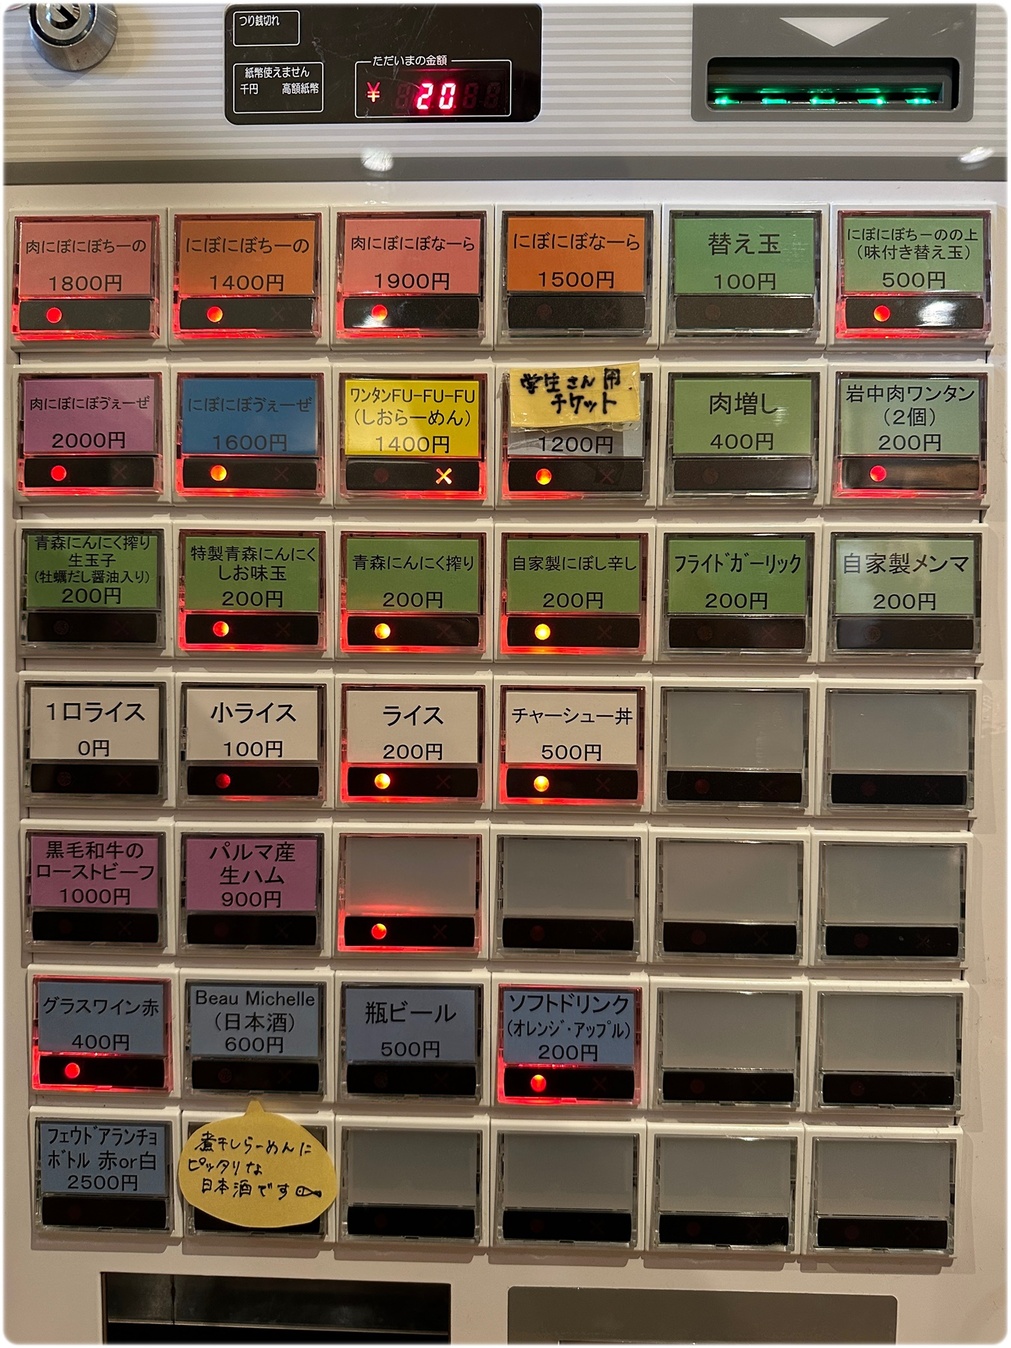 つり銭切れ
紙幣使えません
千円 高額紙幣
ただいまの金額
¥ 20
肉にぼにぼちーの
1800円
にぼにぼちーの
1400円
肉にぼにぼなーら
1900円
にぼにぼなーら
1500円
替え玉
100円
にぼにぼちーのの上
(味付き替え玉)
500円
肉にぼにぼゔぇーぜ
2000円
にぼにぼゔぇーぜ
1600円
ワンタンFU-FU-FU
(しおらーめん)
1400円
学生さん用
チケット
1200円
肉増し
400円
岩中肉ワンタン
(2個)
200円
青森にんにく搾り
生玉子
(牡蠣だし醤油入り)
200円
特製青森にんにく
しお味玉
200円
青森にんにく搾り
200円
自家製にぼし辛し
200円
フライドガーリック
200円
自家製メンマ
200円
1口ライス
0円
小ライス
100円
ライス
200円
チャーシュー丼
500円
黒毛和牛の
ローストビーフ
1000円
パルマ産
生ハム
900円
グラスワイン赤
400円
Beau Michelle
(日本酒)
600円
瓶ビール
500円
ソフトドリンク
(オレンジ・アップル)
200円
フェウドアランチョ
ボトル 赤or白
2500円
煮干しらーめんに
ピッタリな
日本酒です